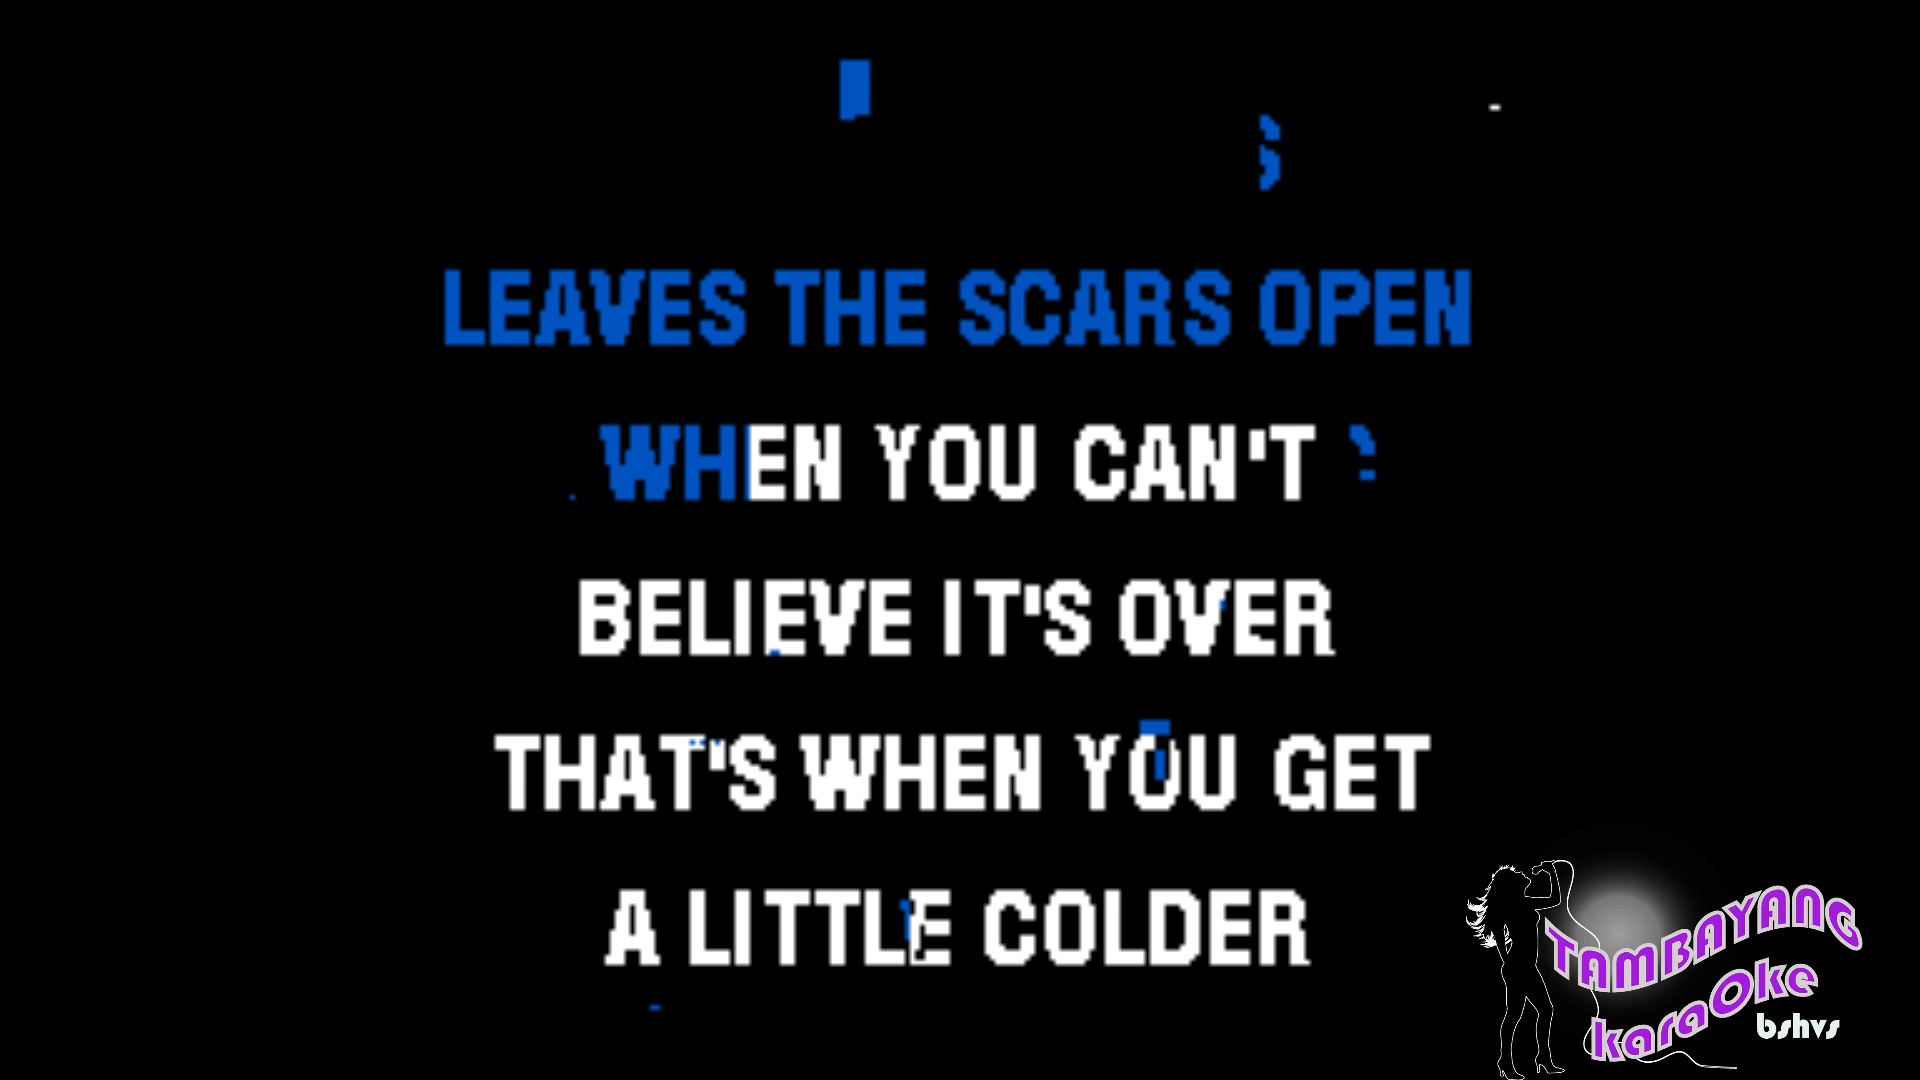 LEAVES THE SCARS OPEN
WHEN YOU CAN'T
BELIEVE IT'S OVER
THAT'S WHEN YOU GET
A LITTLE COLDER
TAMBAYANG
karaOke
bshvs